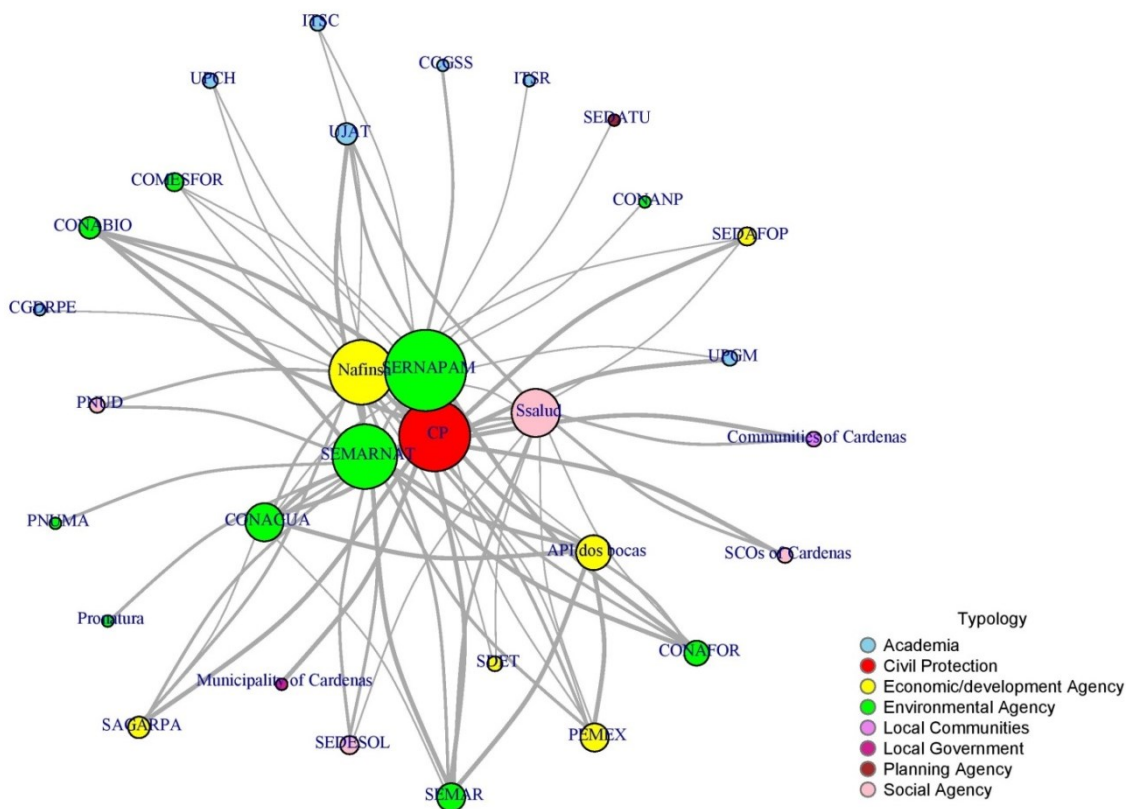 ITSC
CCGSS
UPCH
ITSR
SEDATU
UJAT
COMESFOR
CONANP
CONABIO
SEDAFOP
CGDRPE
UPGM
Nafinsa
SERNAPAM
PNUD
Ssalud
CP
Communities of Cardenas
SEMARNAT
PNUMA
CONAGUA
API dos bocas
SCOs of Cardenas
Pronatura
CONAFOR
SDET
Municipality of Cardenas
SAGARPA
SEDESOL
PEMEX
SEMAR
Typology
Academia
Civil Protection
Economic/development Agency
Environmental Agency
Local Communities
Local Government
Planning Agency
Social Agency